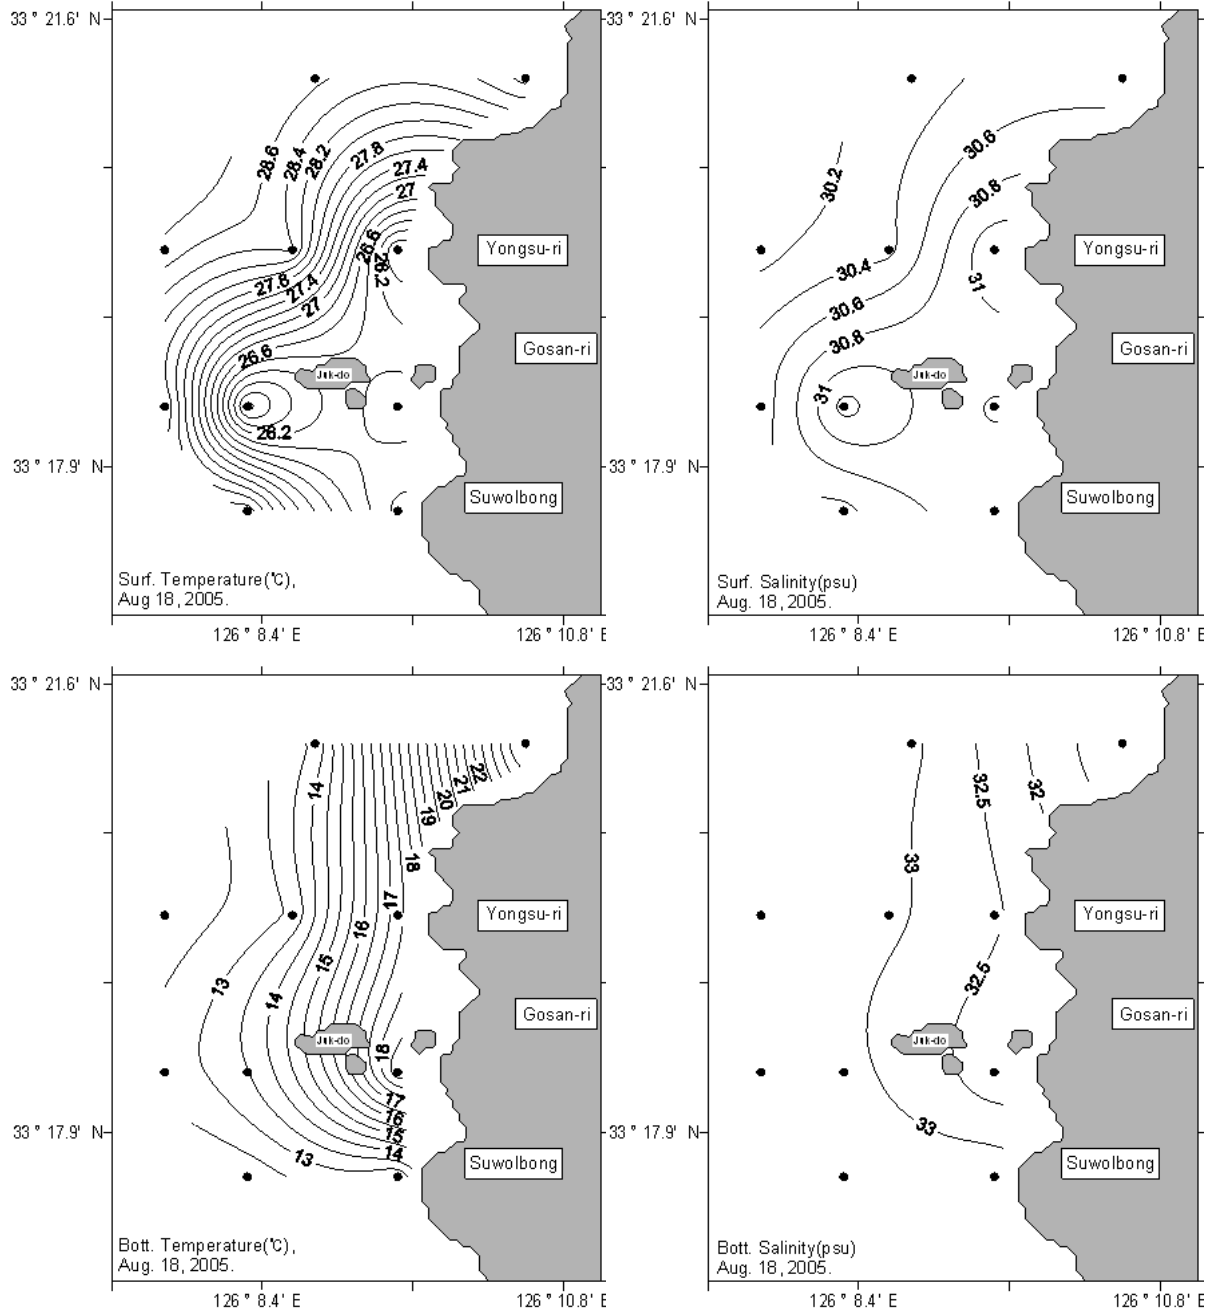 33° 21.6' N
28.6
28.4
28.2
27.8
27.4
27
26.6
26.2
27.8
27.4
27
26.6
26.2
Juk-do
Yongsu-ri
Gosan-ri
33° 17.9' N
Suwolbong
Surf. Temperature(℃),
Aug 18, 2005.
126° 8.4' E
126° 10.8' E
33° 21.6' N
30.2
30.6
30.8
30.4
31
30.6
30.8
31
Juk-do
Yongsu-ri
Gosan-ri
33° 17.9' N
Suwolbong
Surf. Salinity(psu)
Aug. 18, 2005.
126° 8.4' E
126° 10.8' E
33° 21.6' N
14
22
21
20
19
18
17
16
15
14
13
18
17
16
15
14
13
Juk-do
Yongsu-ri
Gosan-ri
33° 17.9' N
Suwolbong
Bott. Temperature(℃),
Aug. 18, 2005.
126° 8.4' E
126° 10.8' E
33° 21.6' N
32.5
32
33
32.5
33
Juk-do
Yongsu-ri
Gosan-ri
33° 17.9' N
Suwolbong
Bott. Salinity(psu)
Aug. 18, 2005.
126° 8.4' E
126° 10.8' E